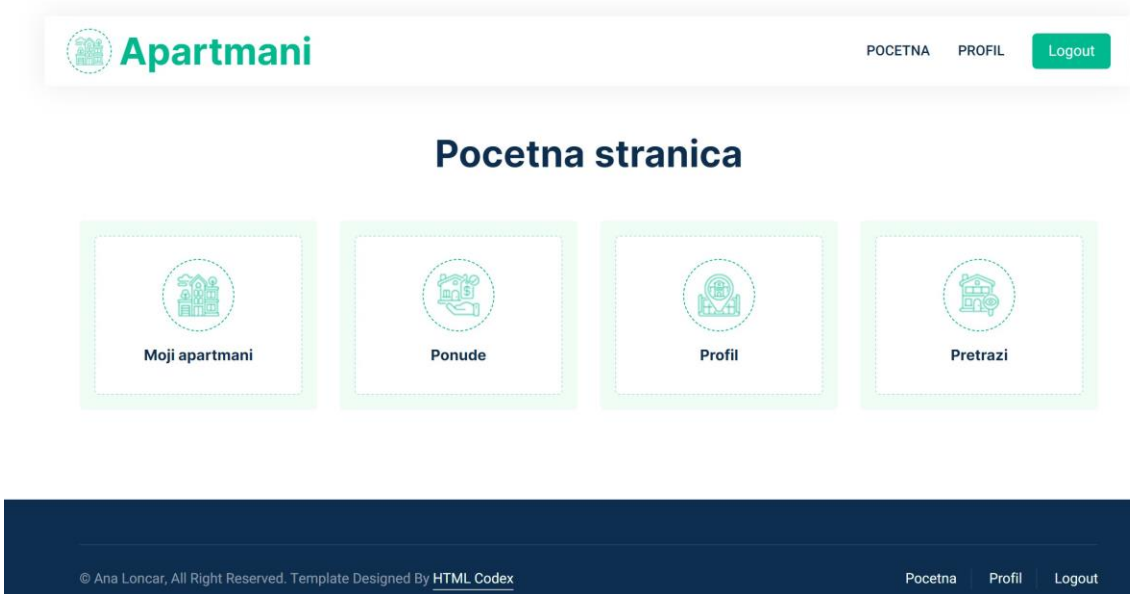 Apartmani
POCETNA PROFIL Logout
Pocetna stranica
Moji apartmani
Ponude
Profil
Pretrazi
© Ana Loncar, All Right Reserved. Template Designed By HTML Codex
Pocetna Profil Logout